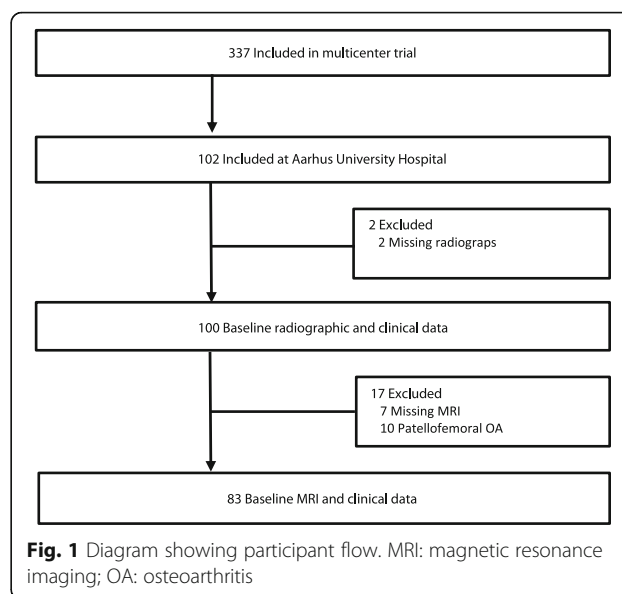 337 Included in multicenter trial
102 Included at Aarhus University Hospital
2 Excluded
2 Missing radiograps
100 Baseline radiographic and clinical data
17 Excluded
7 Missing MRI
10 Patellofemoral OA
83 Baseline MRI and clinical data
Fig. 1 Diagram showing participant flow. MRI: magnetic resonance
imaging; OA: osteoarthritis